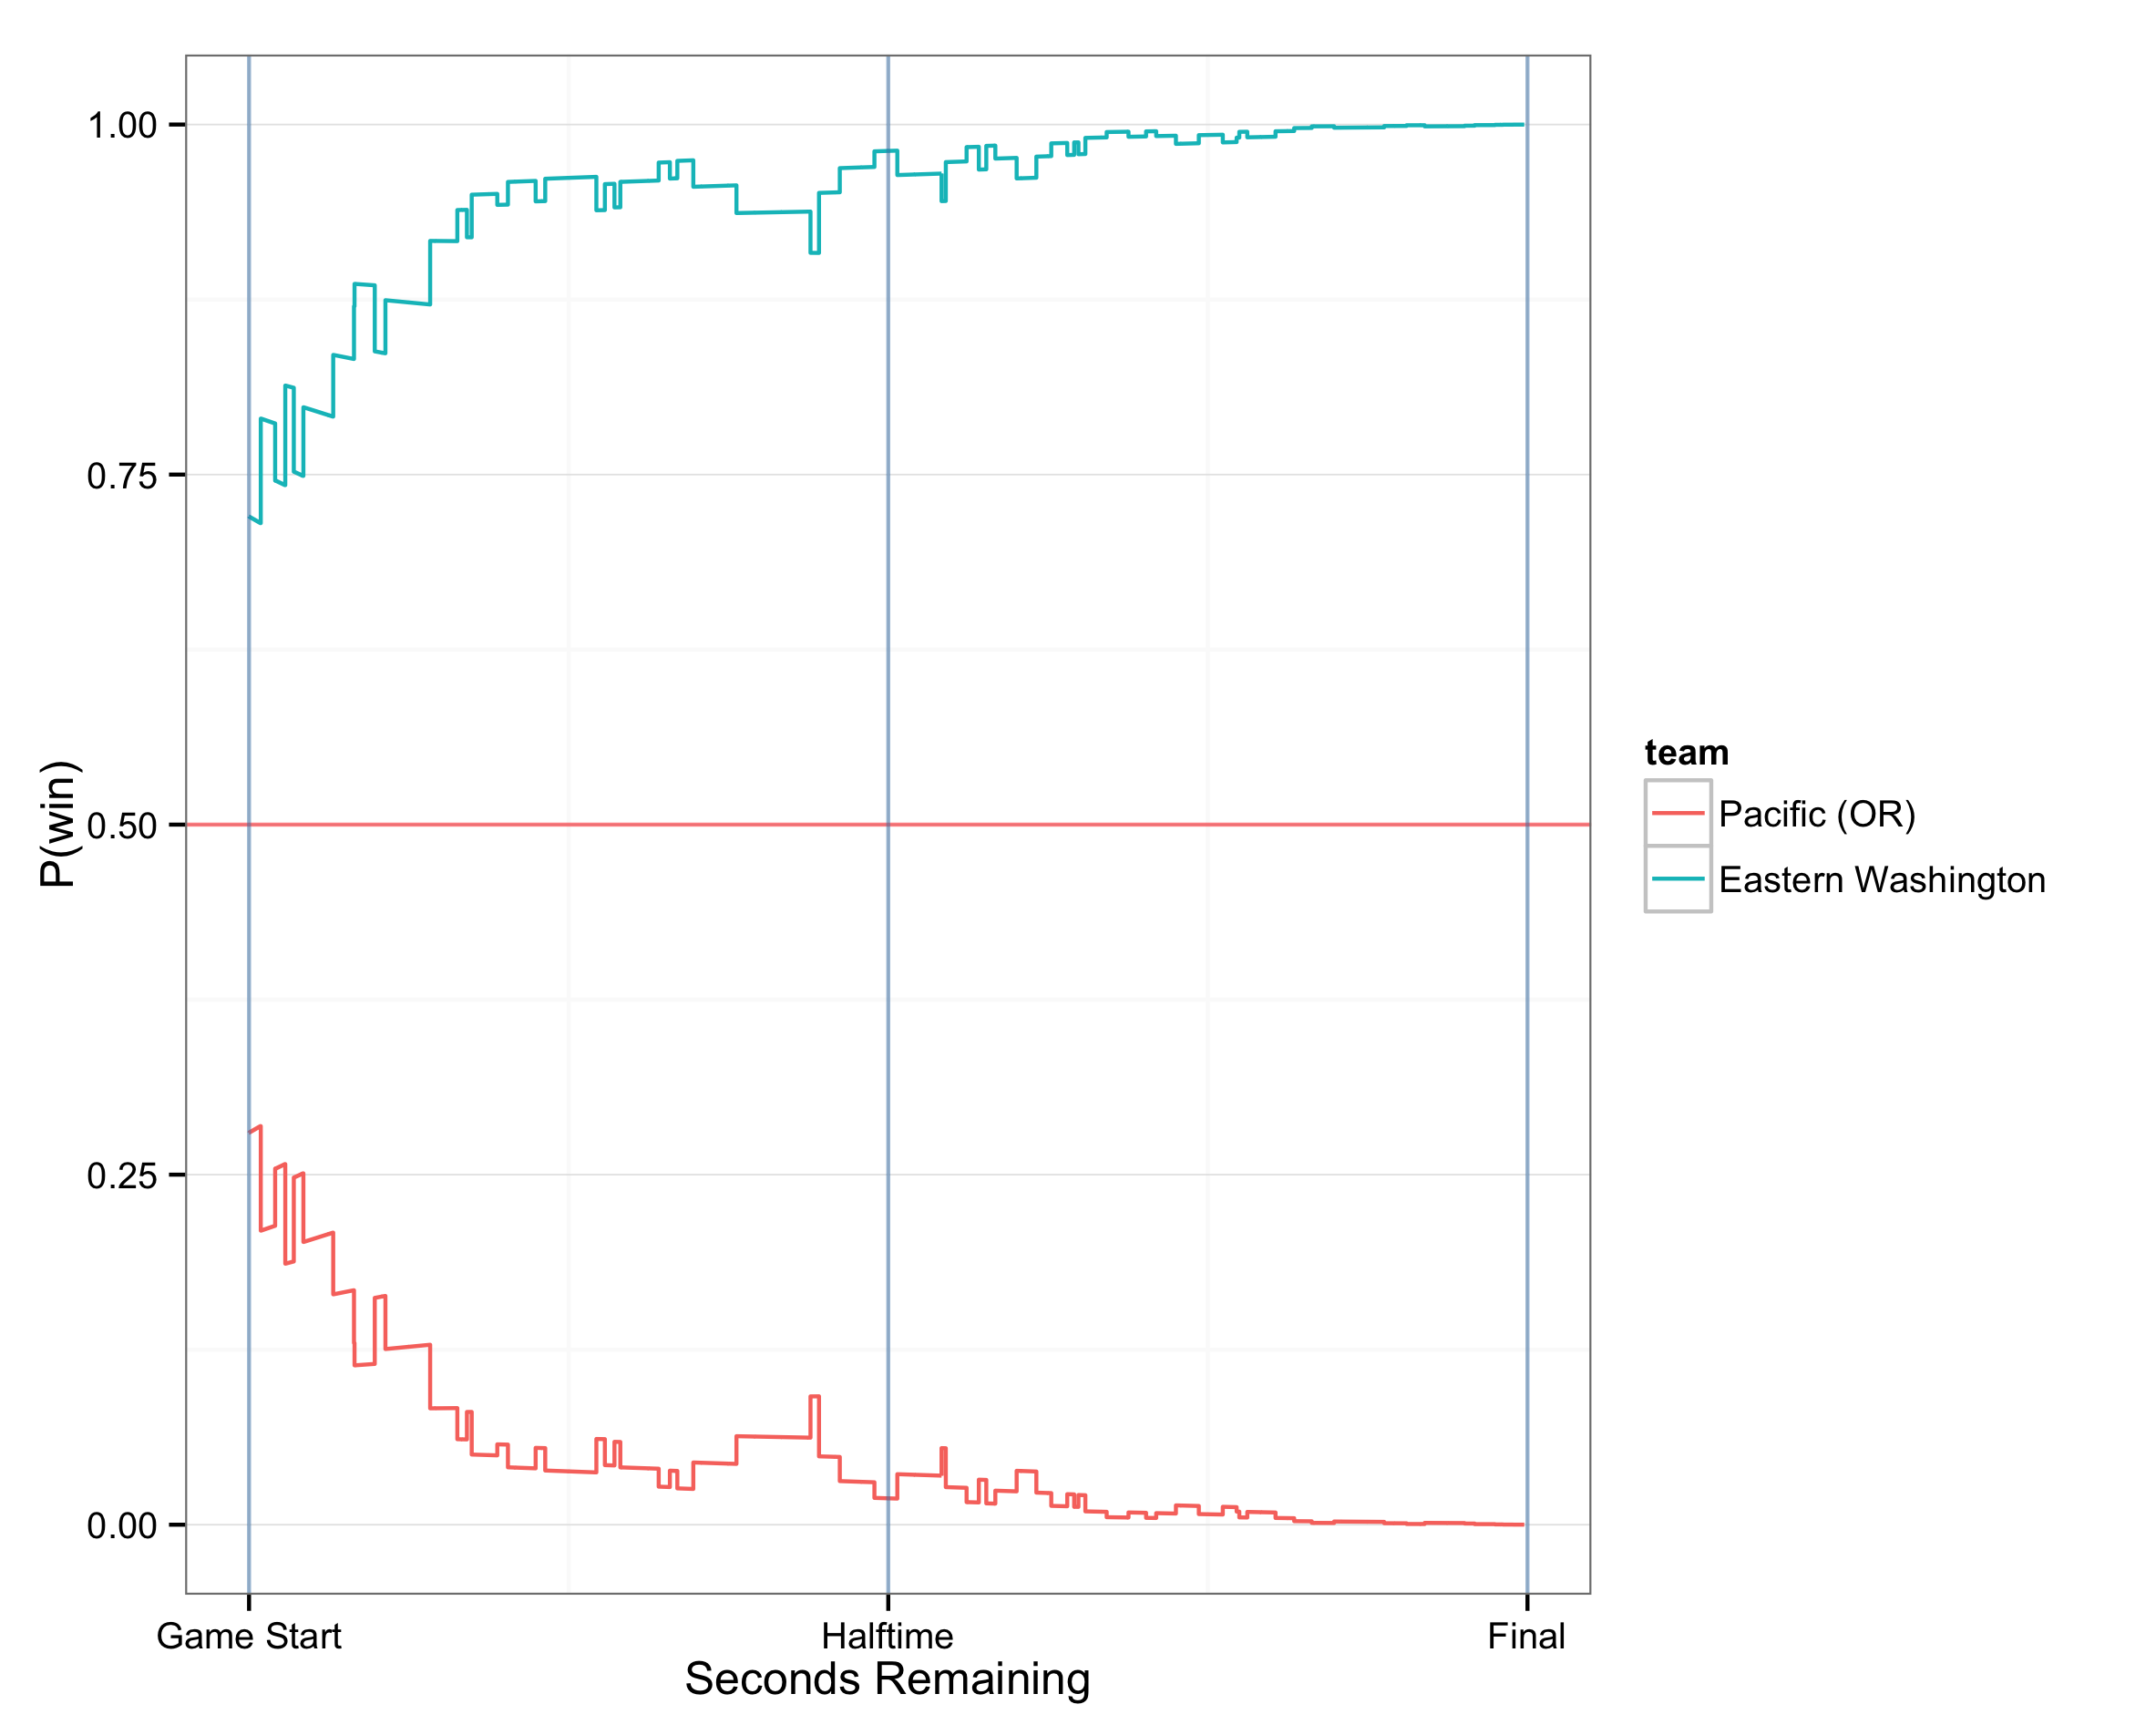 1.00
0.75
0.50
0.25
0.00
P(win)
Game Start
Halftime
Final
Seconds Remaining
team
Pacific (OR)
Eastern Washington